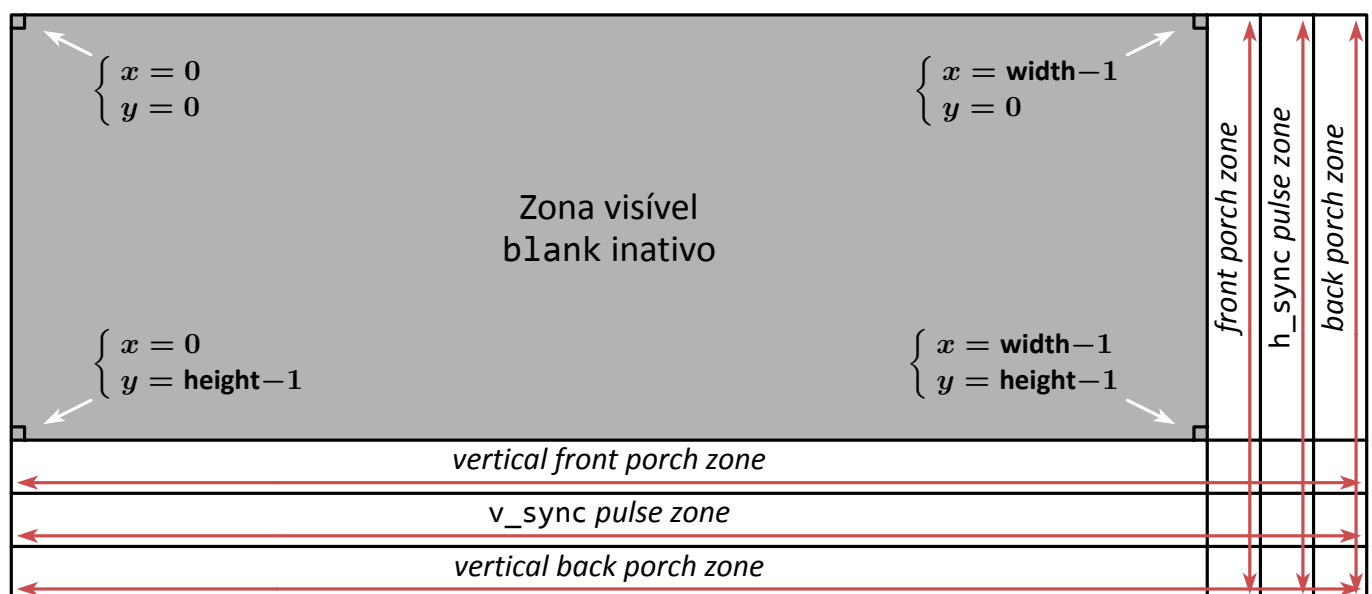 x = 0
y = 0
x = width−1
y = 0
Zona visível
blank inativo
x = 0
y = height−1
x = width−1
y = height−1
front porch zone
h_sync pulse zone
back porch zone
vertical front porch zone
v_sync pulse zone
vertical back porch zone